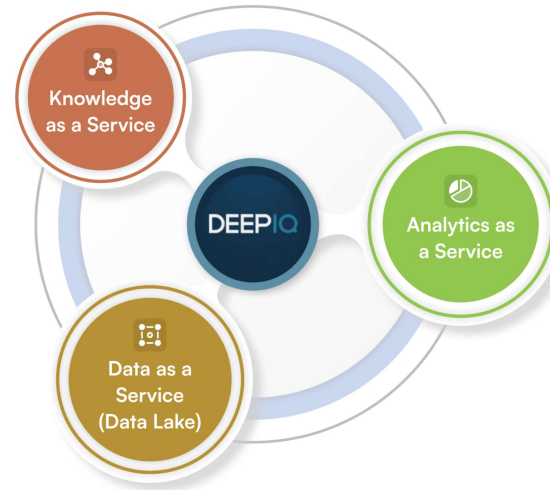 Knowledge
as a Service
DEEPIQ
Analytics as
a Service
Data as a
Service
(Data Lake)